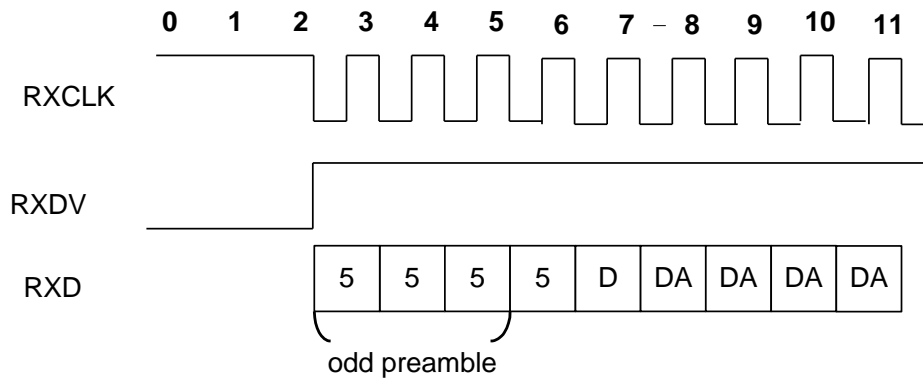 0 1 2 3 4 5 6 7 – 8 9 10 11
RXCLK
RXDV
RXD 5 5 5 5 D DA DA DA DA
odd preamble